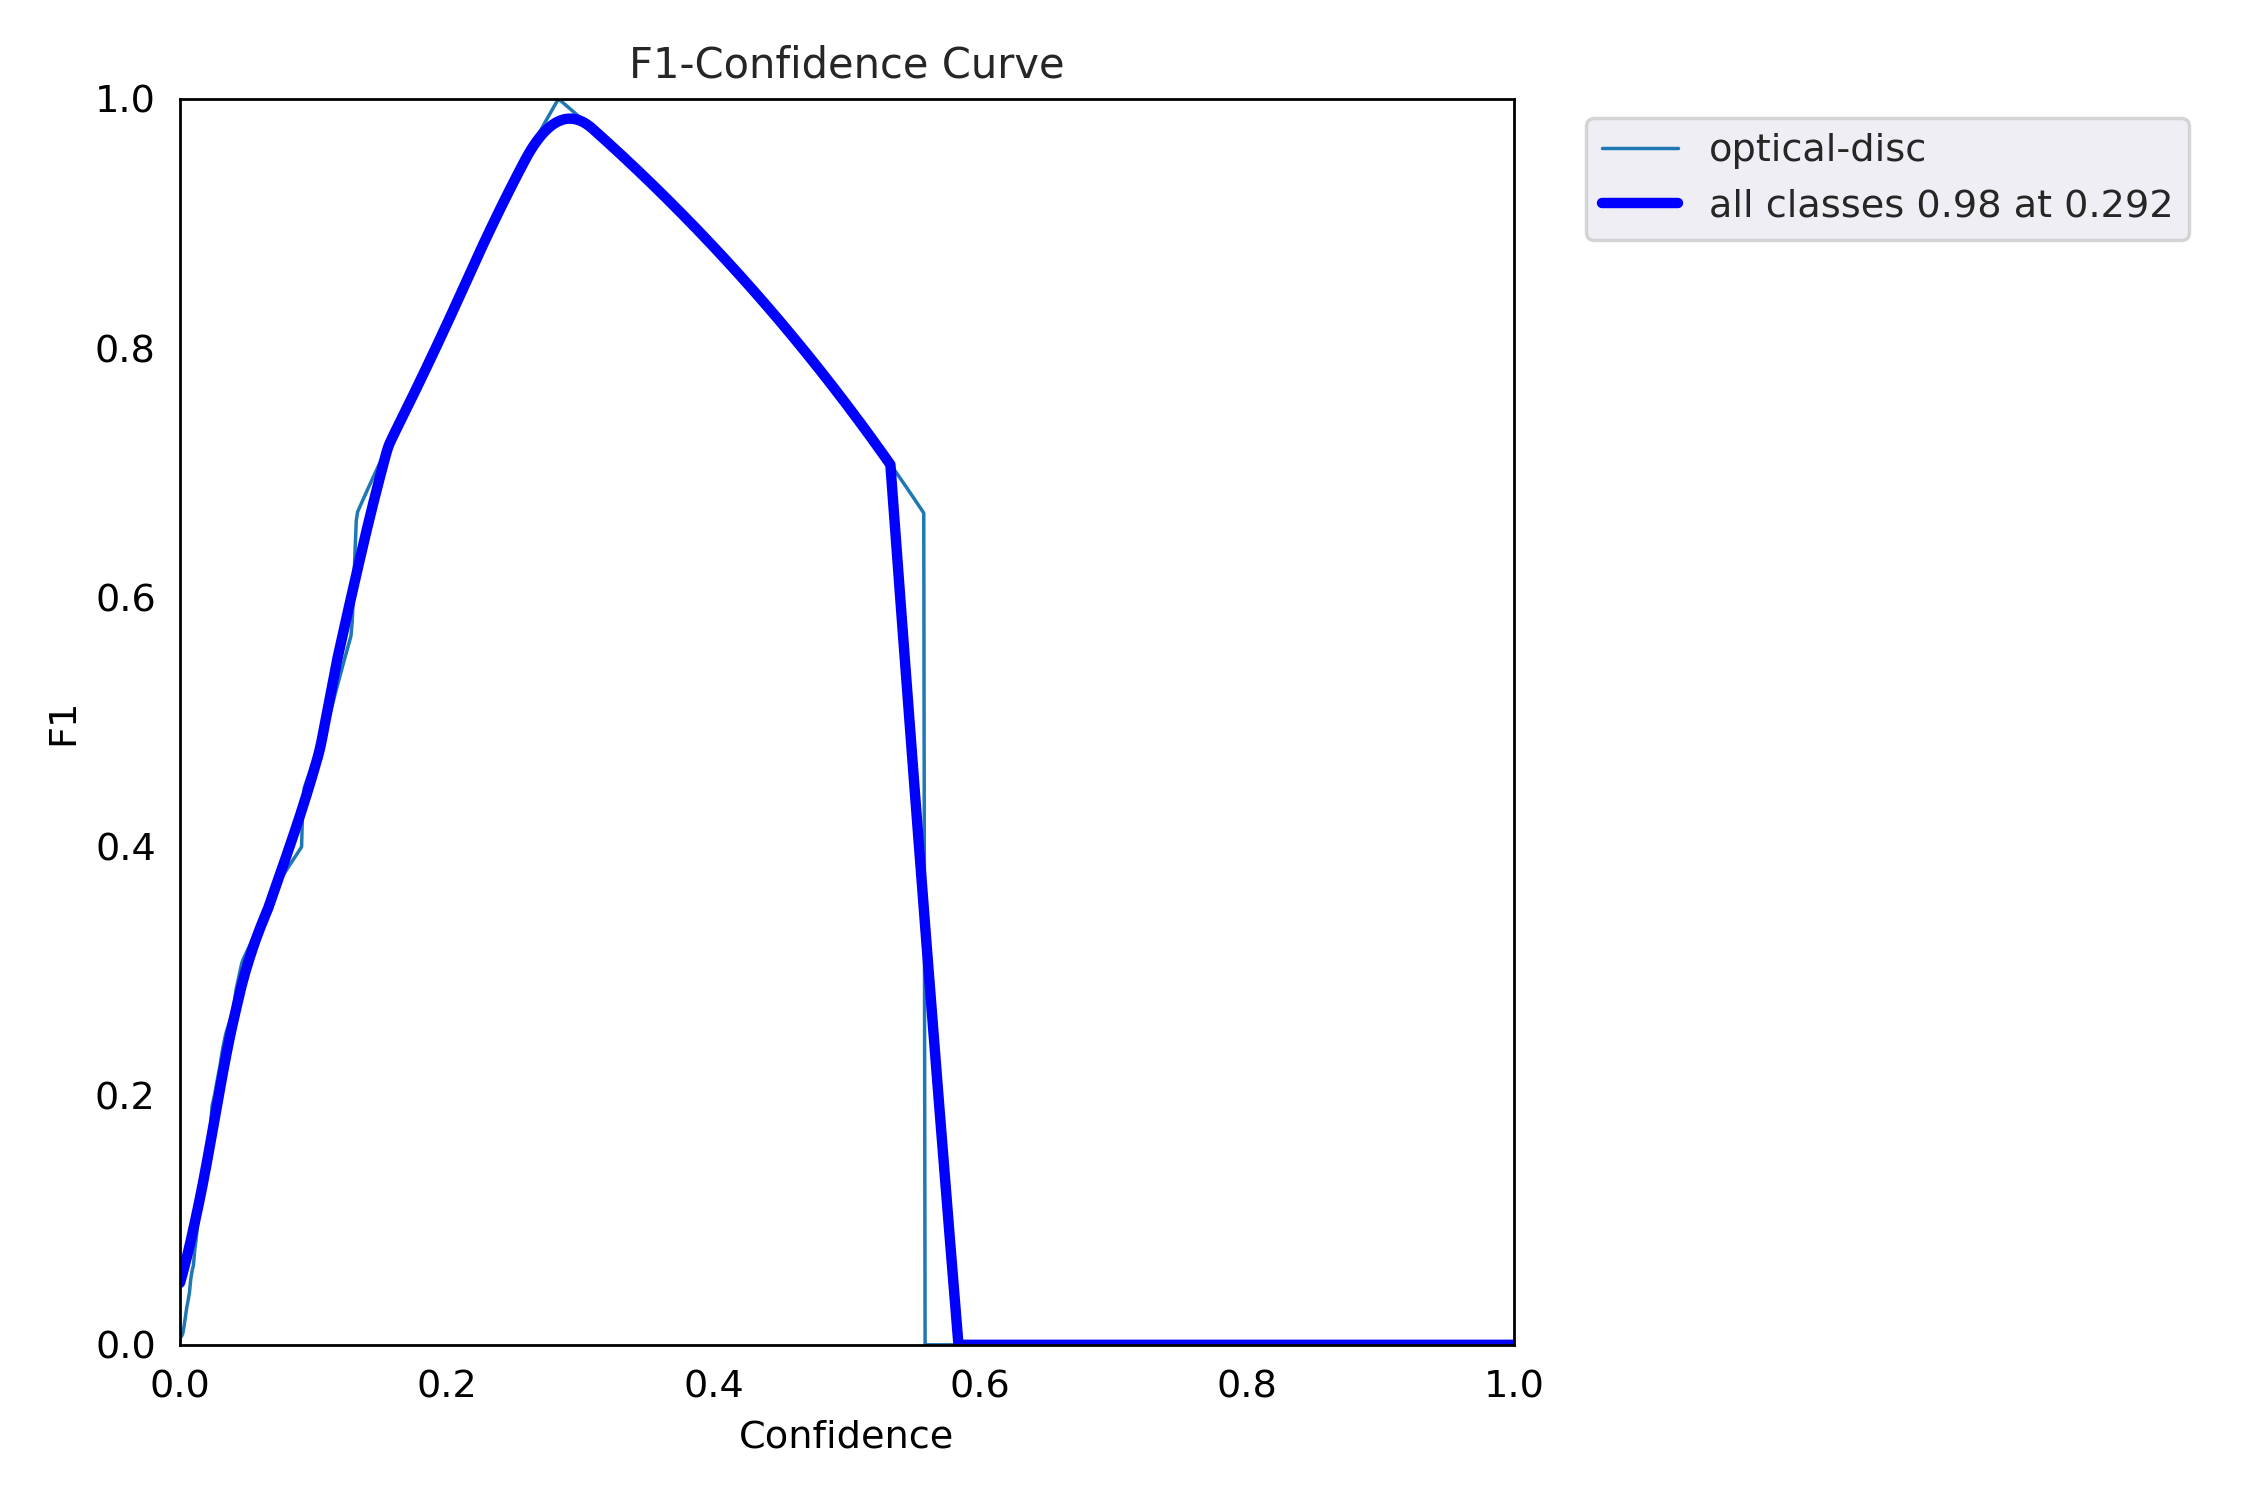 F1-Confidence Curve
1.0
0.8
0.6
0.4
0.2
0.0
F1
0.0 0.2 0.4 0.6 0.8 1.0
Confidence
optical-disc
all classes 0.98 at 0.292